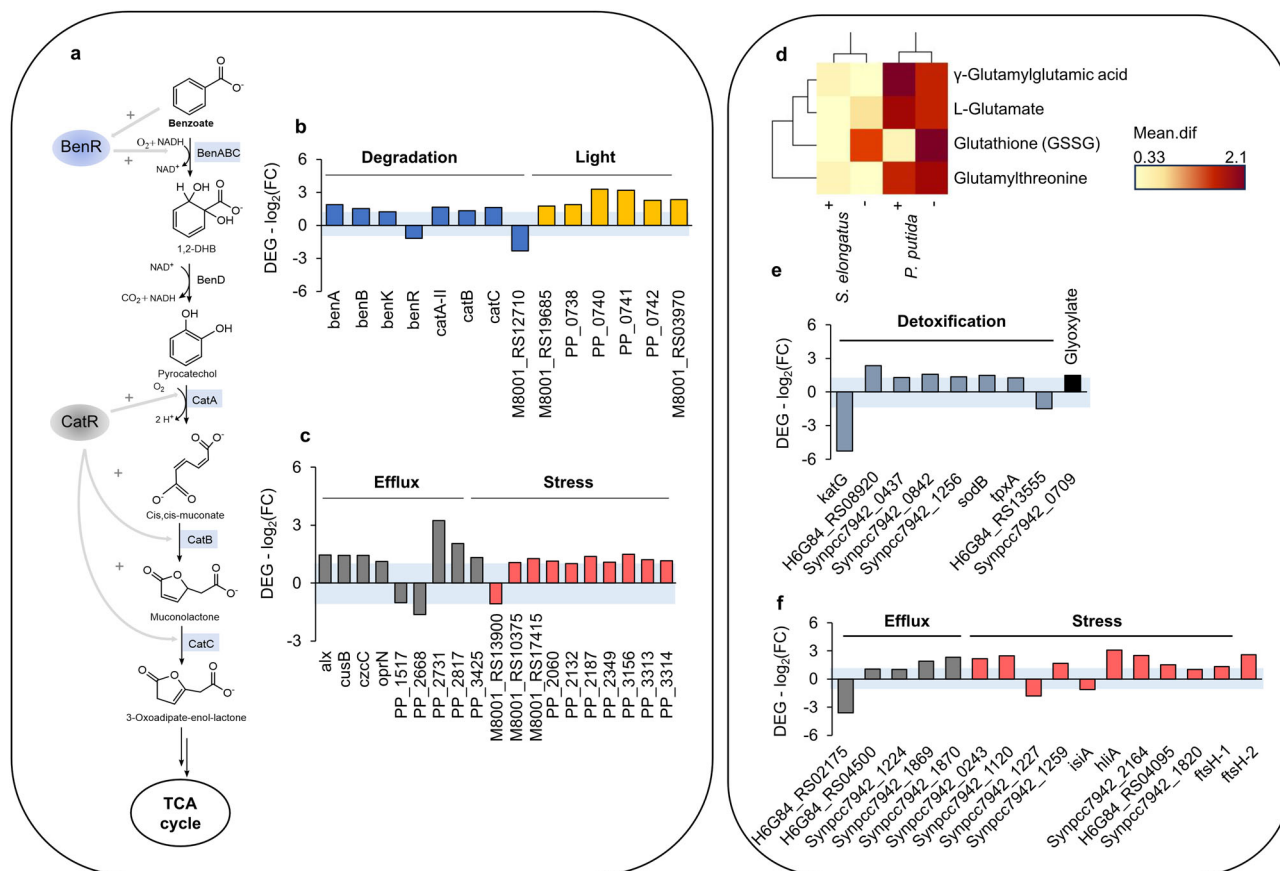 a
Benzoate
O
O-
+
BenR
+
O₂+NADH
BenABC
NAD⁺
H
OH
O
O-
OH
1,2-DHB
NAD⁺
BenD
CO₂+NADH
OH
OH
Pyrocatechol
O₂
CatA
2 H⁺
CatR
+
O
O-
O-
O
Cis,cis-muconate
+
CatB
+
O
O
O
O-
Muconolactone
CatC
O
O
O
O-
3-Oxoadipate-enol-lactone
TCA
cycle
b
Degradation
Light
DEG - log₂(FC)
6
3
0
-3
-6
benA
benB
benK
benR
catA-II
catB
catC
M8001_RS12710
M8001_RS19685
PP_0738
PP_0740
PP_0741
PP_0742
M8001_RS03970
c
Efflux
Stress
DEG - log₂(FC)
6
3
0
-3
alx
cusB
czcC
oprN
PP_1517
PP_2668
PP_2731
PP_2817
PP_3425
M8001_RS13900
M8001_RS10375
M8001_RS17415
PP_2060
PP_2132
PP_2187
PP_2349
PP_3156
PP_3313
PP_3314
d
γ-Glutamylglutamic acid
L-Glutamate
Glutathione (GSSG)
Glutamylthreonine
+
-
+
-
S. elongatus
P. putida
Mean.dif
0.33 2.1
e
Detoxification
Glyoxylate
DEG - log₂(FC)
6
3
0
-3
-6
katG
H6G84_RS08920
Synpcc7942_0437
Synpcc7942_0842
Synpcc7942_1256
sodB
tpxA
H6G84_RS13555
Synpcc7942_0709
f
Efflux
Stress
DEG - log₂(FC)
6
3
0
-3
-6
H6G84_RS02175
H6G84_RS04500
Synpcc7942_1224
Synpcc7942_1869
Synpcc7942_1870
Synpcc7942_0243
Synpcc7942_1120
Synpcc7942_1227
Synpcc7942_1259
isiA
hliA
Synpcc7942_2164
H6G84_RS04095
Synpcc7942_1820
ftsH-1
ftsH-2